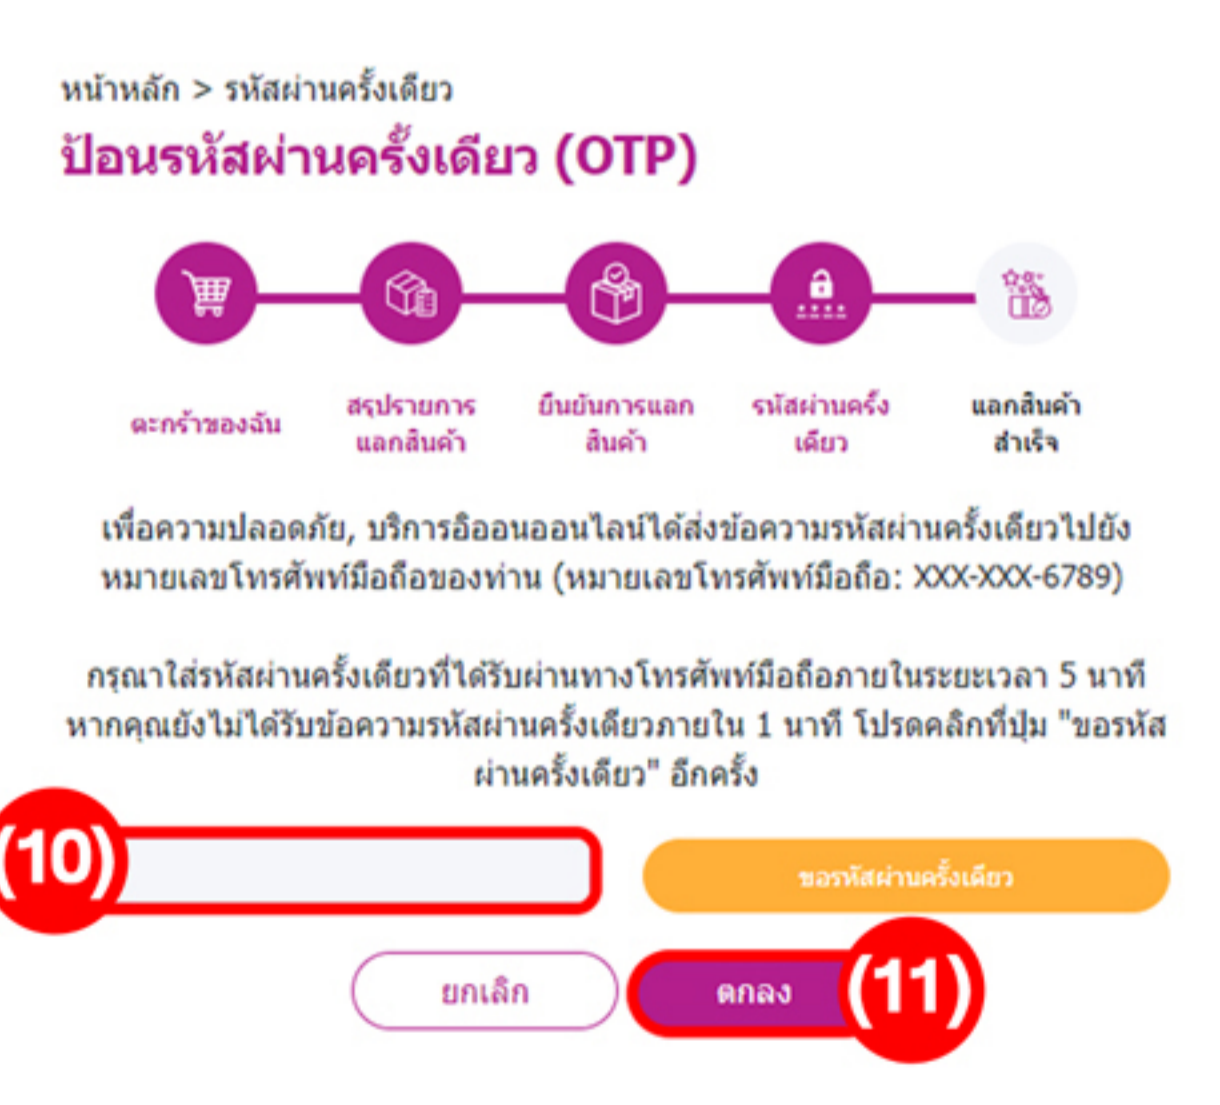 หน้าหลัก > รหัสผ่านครั้งเดียว
ป้อนรหัสผ่านครั้งเดียว (OTP)
ตะกร้าของฉัน
สรุปรายการ
แลกสินค้า
ยืนยันการแลก
สินค้า
รหัสผ่านครั้ง
เดียว
แลกสินค้า
สำเร็จ
เพื่อความปลอดภัย, บริการอิออนออนไลน์ได้ส่งข้อความรหัสผ่านครั้งเดียวไปยัง
หมายเลขโทรศัพท์มือถือของท่าน (หมายเลขโทรศัพท์มือถือ: XXX-XXX-6789)
กรุณาใส่รหัสผ่านครั้งเดียวที่ได้รับผ่านทางโทรศัพท์มือถือภายในระยะเวลา 5 นาที
หากคุณยังไม่ได้รับข้อความรหัสผ่านครั้งเดียวภายใน 1 นาที โปรดคลิกที่ปุ่ม "ขอรหัส
ผ่านครั้งเดียว" อีกครั้ง
(10)
ขอรหัสผ่านครั้งเดียว
ยกเลิก
ตกลง
(11)